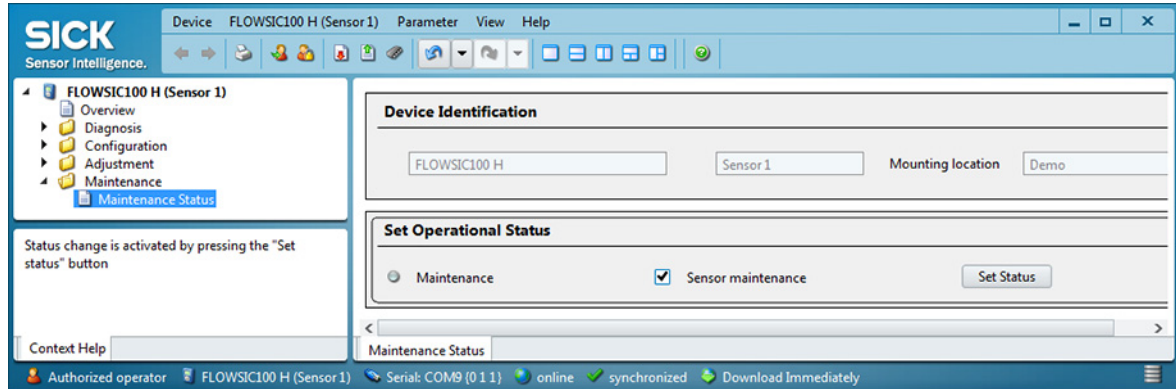 SICK
Sensor Intelligence.
Device FLOWSIC100 H (Sensor 1) Parameter View Help
FLOWSIC100 H (Sensor 1)
Overview
Diagnosis
Configuration
Adjustment
Maintenance
Maintenance Status
Status change is activated by pressing the "Set
status" button
Context Help
Device Identification
FLOWSIC100 H Sensor 1 Mounting location Demo
Set Operational Status
Maintenance Sensor maintenance Set Status
Maintenance Status
Authorized operator FLOWSIC100 H (Sensor 1) Serial: COM9 {0 1 1} online synchronized Download Immediately